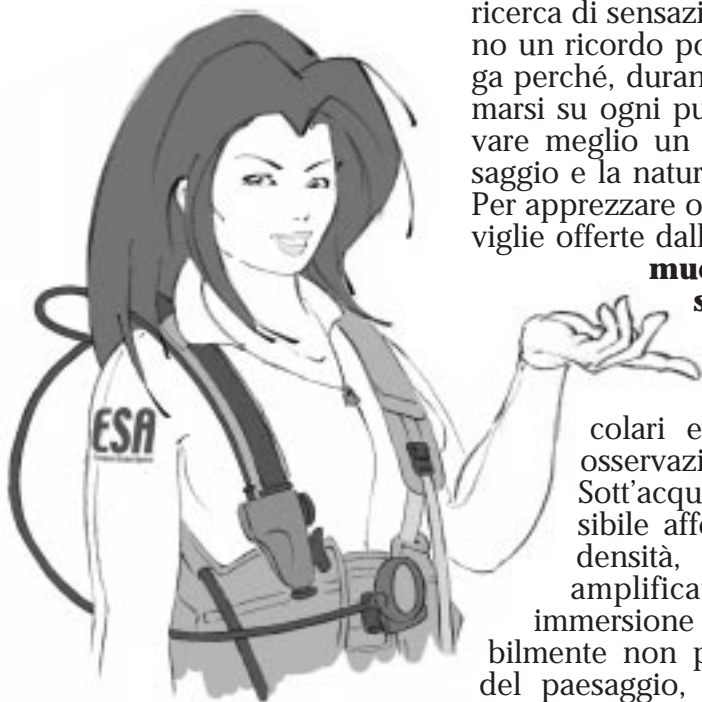 ricerca di sensazi
no un ricordo po
ga perché, duran
marsi su ogni pu
vare meglio un
saggio e la natur
Per apprezzare o
viglie offerte dall
muo
s
colari e
osservazi
Sott'acqu
sibile affe
densità,
amplifica
immersione
bilmente non p
del paesaggio,
ESA